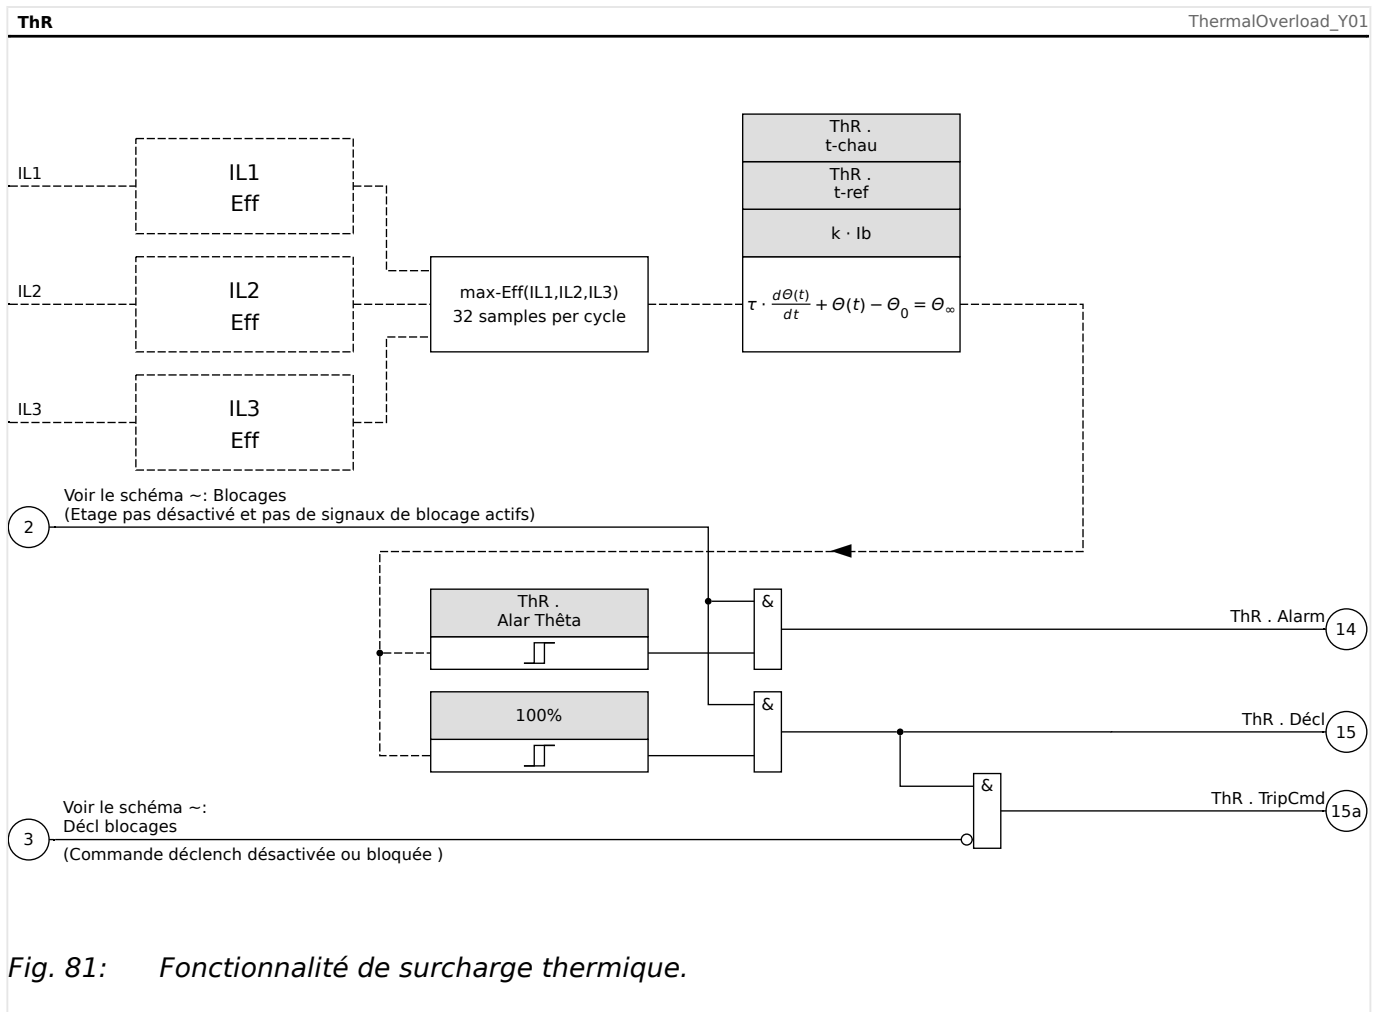 ThR
ThermalOverload_Y01
ThR .
t-chau
ThR .
t-ref
k · Ib
IL1
IL1
Eff
IL2
IL2
Eff
max-Eff(IL1,IL2,IL3)
32 samples per cycle
τ · dΘ(t)/dt + Θ(t) − Θ₀ = Θ∞
IL3
IL3
Eff
Voir le schéma ~: Blocages
(Etage pas désactivé et pas de signaux de blocage actifs)
2
ThR .
Alar Thêta
&
ThR . Alarm
14
100%
&
ThR . Décl
15
&
ThR . TripCmd
15a
Voir le schéma ~:
Décl blocages
3
(Commande déclench désactivée ou bloquée )
Fig. 81: Fonctionnalité de surcharge thermique.